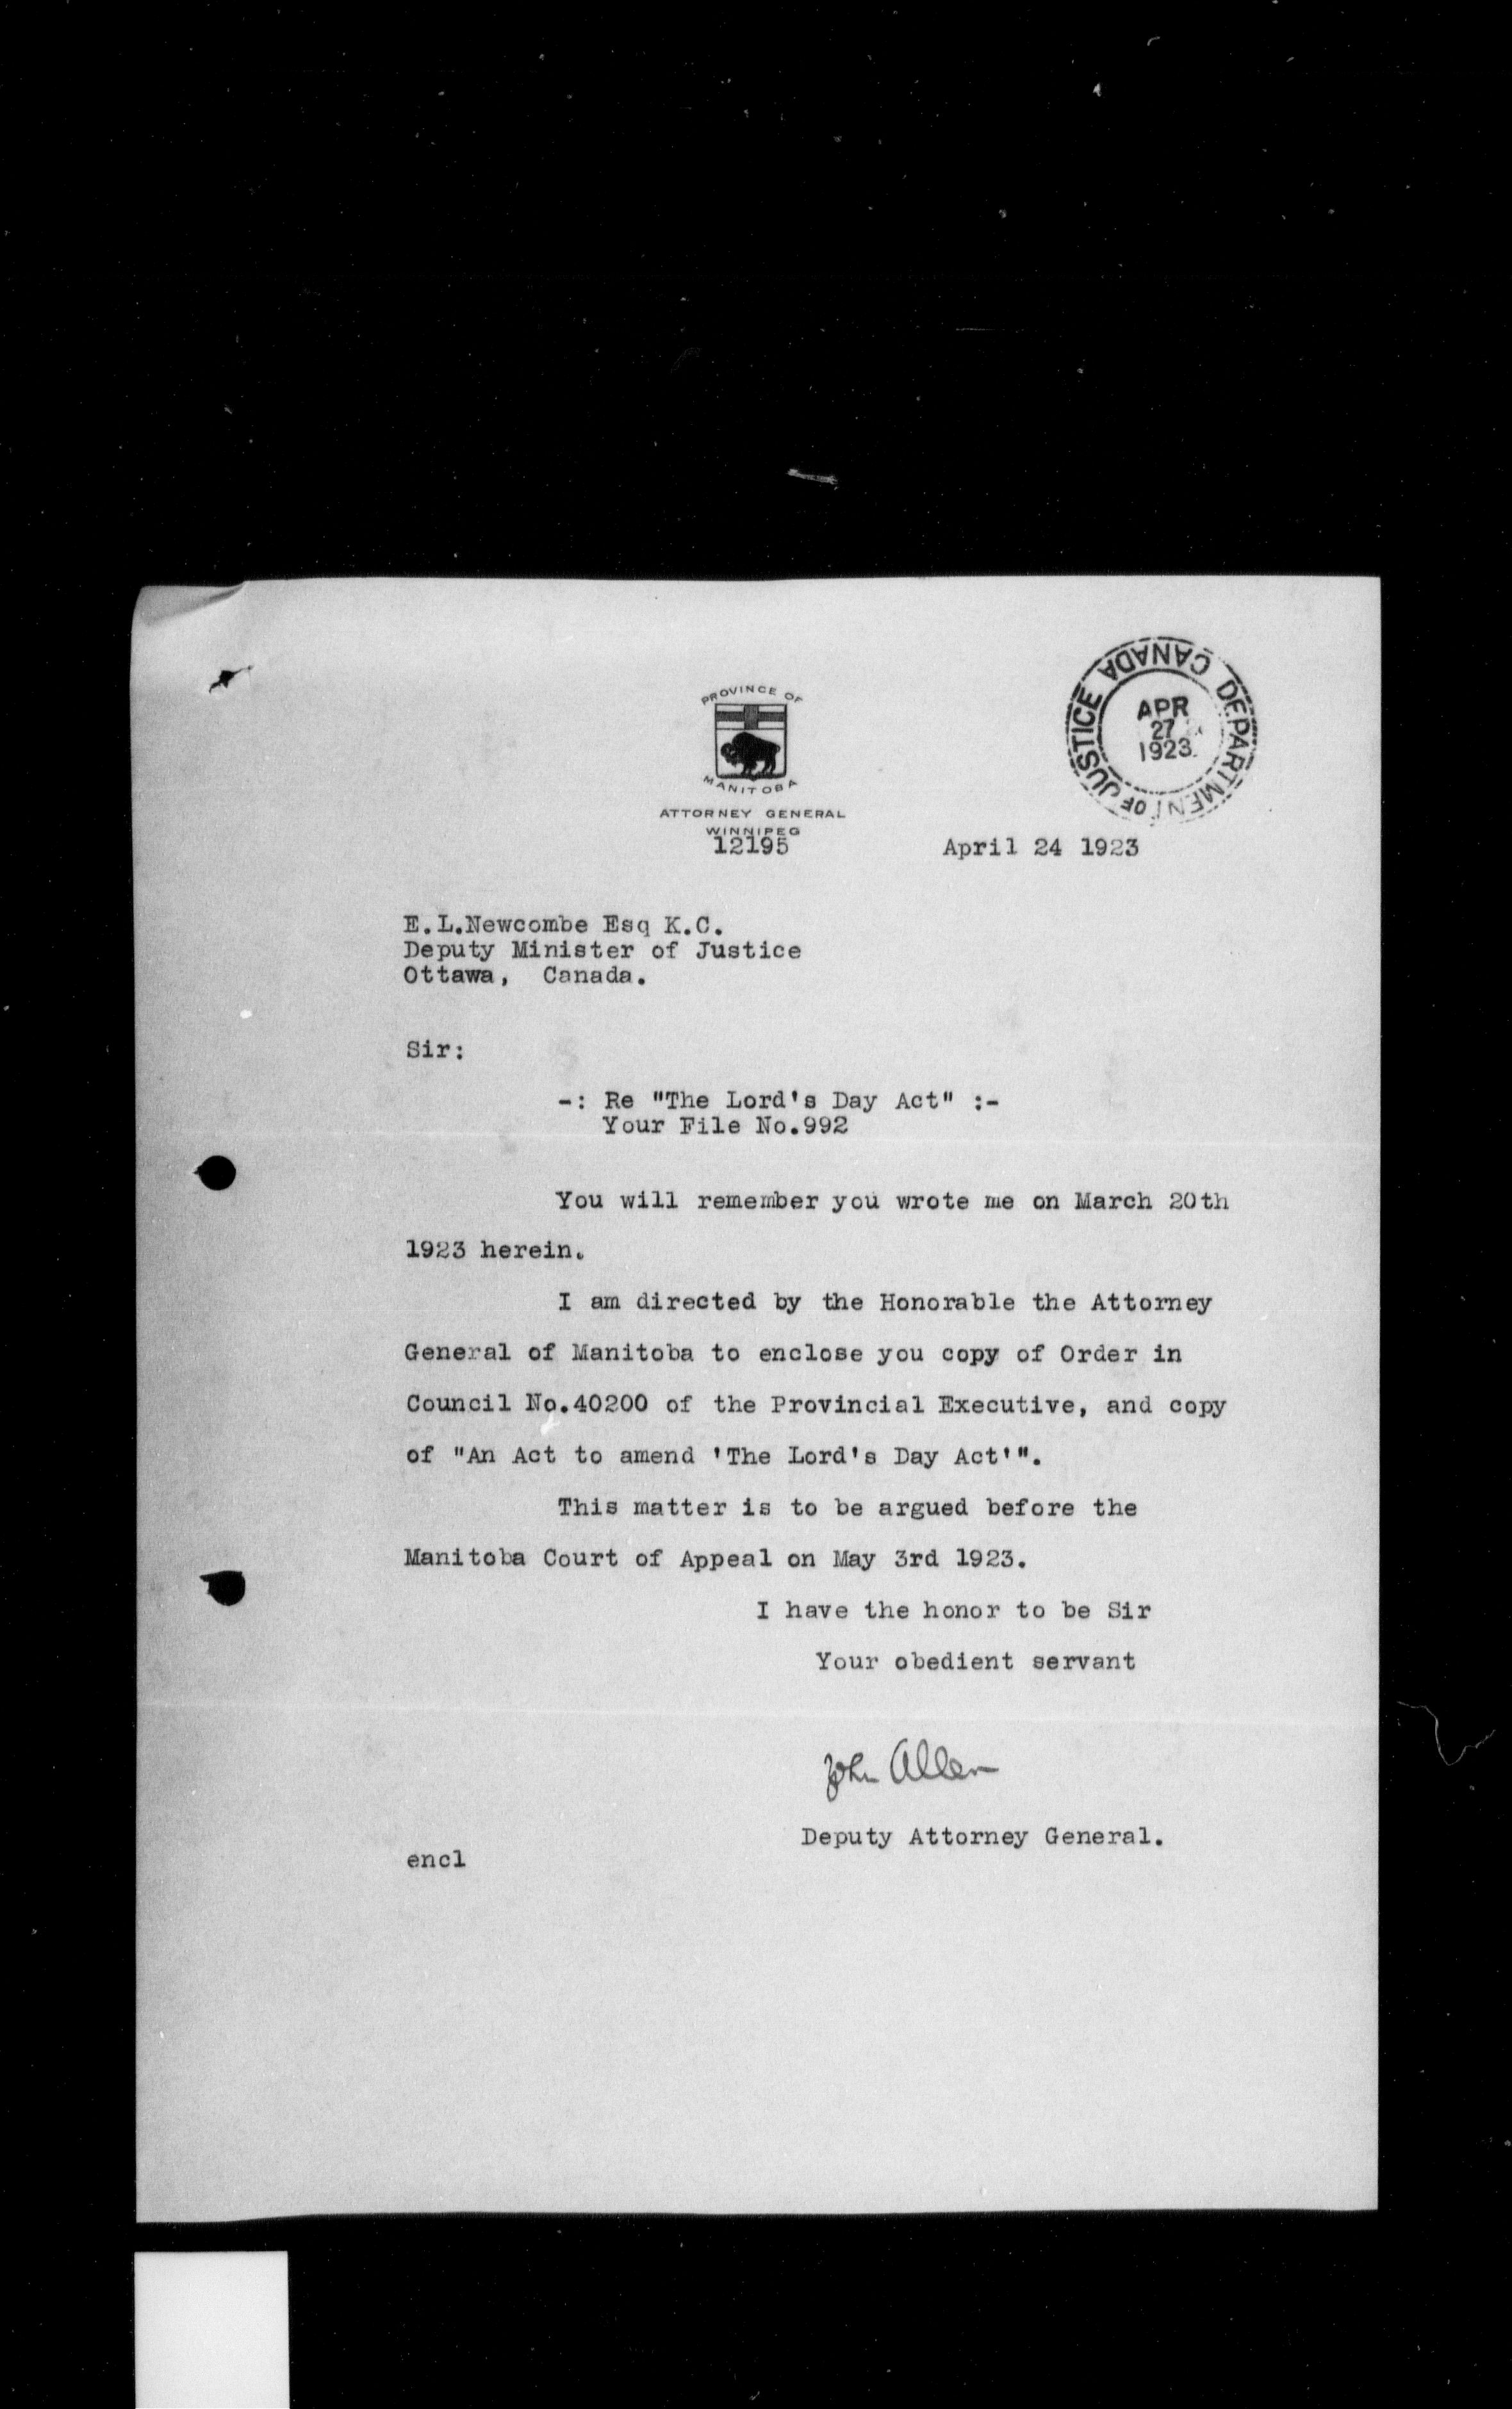 PROVINCE OF
MANITOBA
ATTORNEY GENERAL
WINNIPEG
12195
DEPARTMENT OF JUSTICE CANADA
APR
27
1923
April 24 1923
E.L.Newcombe Esq K.C.
Deputy Minister of Justice
Ottawa, Canada.
Sir:
-: Re "The Lord's Day Act" :-
Your File No.992
You will remember you wrote me on March 20th
1923 herein.
I am directed by the Honorable the Attorney
General of Manitoba to enclose you copy of Order in
Council No.40200 of the Provincial Executive, and copy
of "An Act to amend 'The Lord's Day Act'".
This matter is to be argued before the
Manitoba Court of Appeal on May 3rd 1923.
I have the honor to be Sir
Your obedient servant
John Allen
Deputy Attorney General.
encl